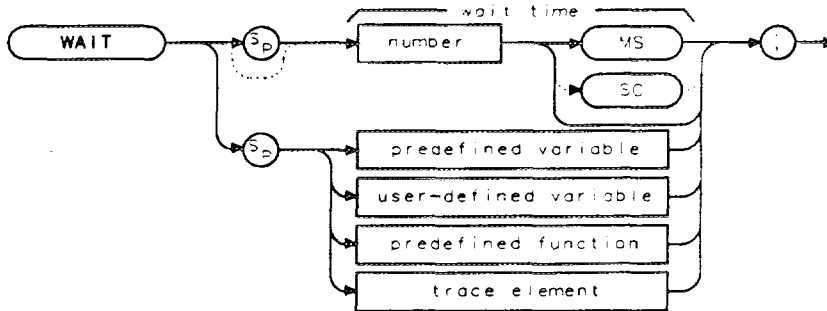 wait time
WAIT
Sp
number
MS
;
SC
Sp
predefined variable
user-defined variable
predefined function
trace element